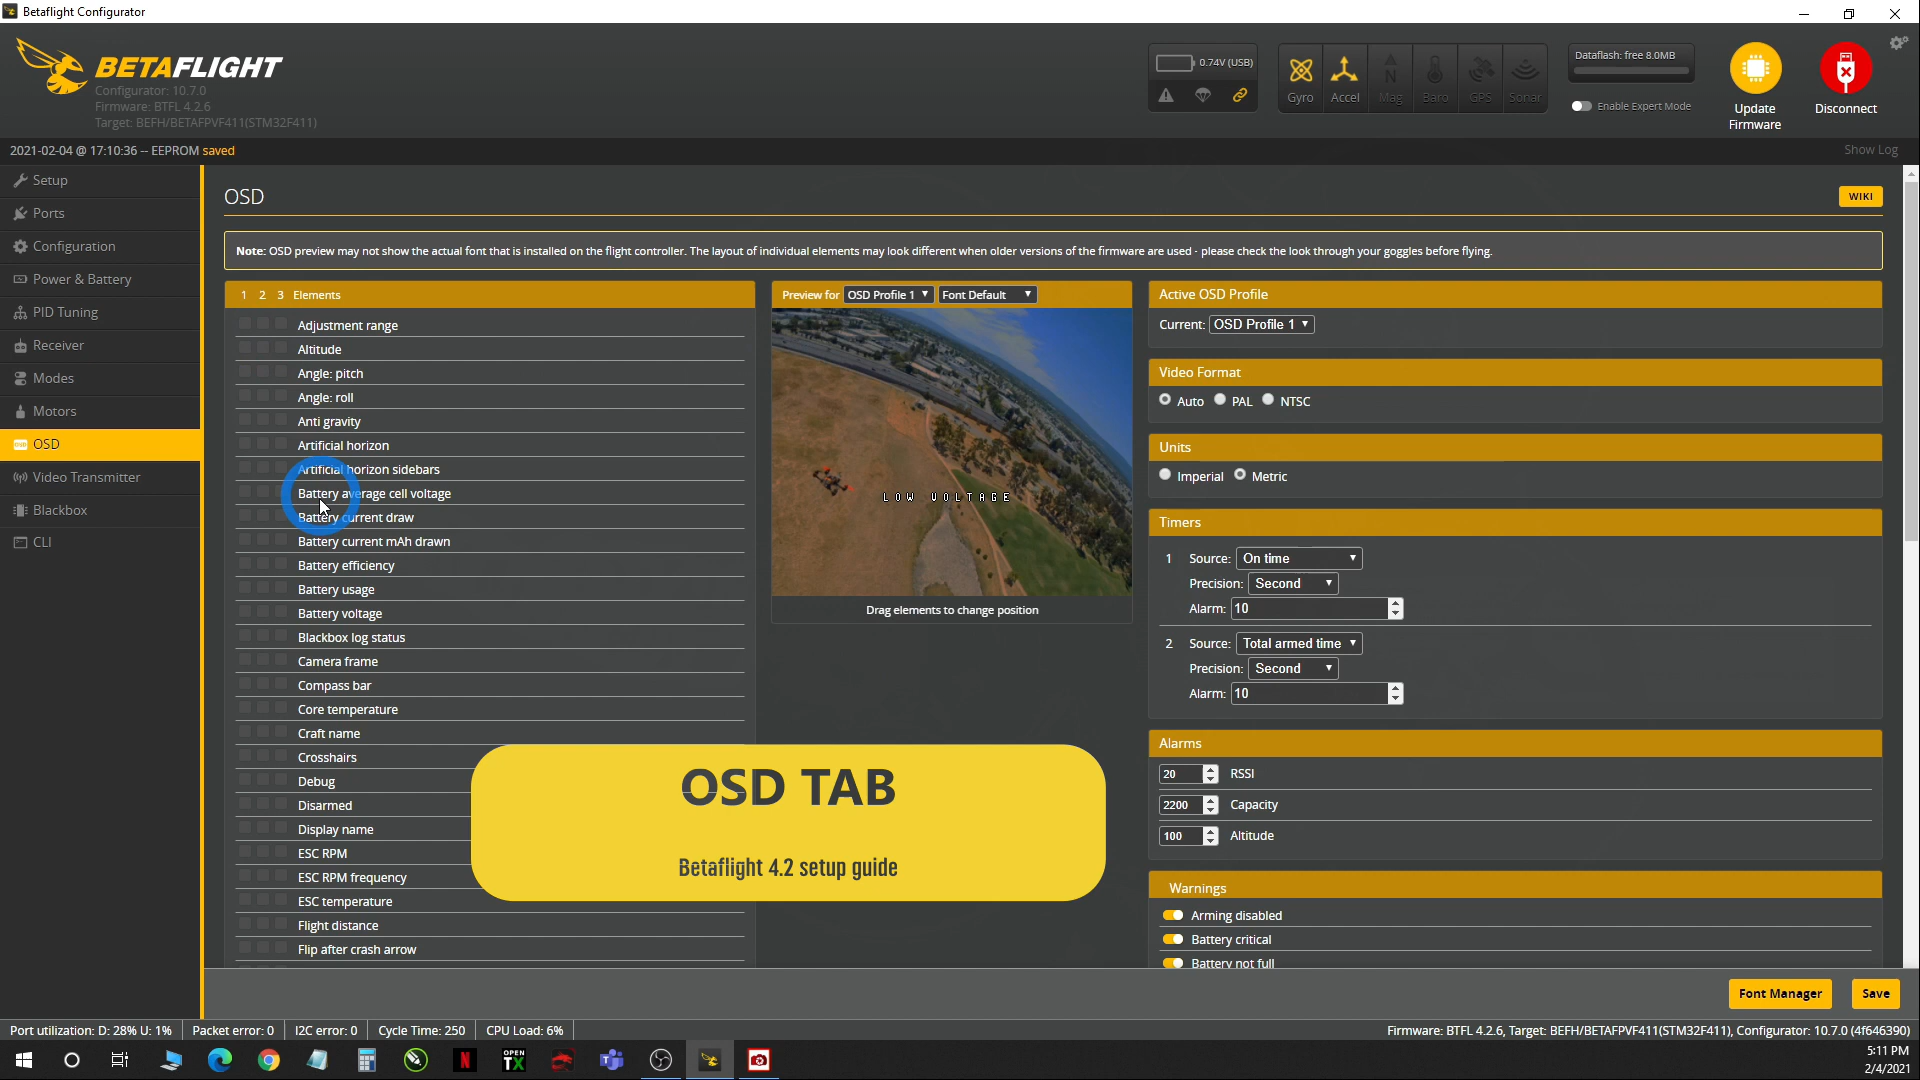 Betaflight Configurator
BETAFLIGHT
Configurator: 10.7.0
Firmware: BTFL 4.2.6
Target: BEFH/BETAFPVF411(STM32F411)
0.74V (USB)
Gyro
Accel
Mag
Baro
GPS
Sonar
Dataflash: free 8.0MB
Enable Expert Mode
Update
Firmware
Disconnect
2021-02-04 @ 17:10:36 -- EEPROM saved
Show Log
Setup
Ports
Configuration
Power & Battery
PID Tuning
Receiver
Modes
Motors
OSD
Video Transmitter
Blackbox
CLI
OSD
WIKI
Note: OSD preview may not show the actual font that is installed on the flight controller. The layout of individual elements may look different when older versions of the firmware are used - please check the look through your goggles before flying.
1 2 3 Elements
Adjustment range
Altitude
Angle: pitch
Angle: roll
Anti gravity
Artificial horizon
Artificial horizon sidebars
Battery average cell voltage
Battery current draw
Battery current mAh drawn
Battery efficiency
Battery usage
Battery voltage
Blackbox log status
Camera frame
Compass bar
Core temperature
Craft name
Crosshairs
Debug
Disarmed
Display name
ESC RPM
ESC RPM frequency
ESC temperature
Flight distance
Flip after crash arrow
Preview for OSD Profile 1 Font Default
LOW VOLTAGE
Drag elements to change position
OSD TAB
Betaflight 4.2 setup guide
Active OSD Profile
Current: OSD Profile 1
Video Format
Auto PAL NTSC
Units
Imperial Metric
Timers
1 Source: On time
Precision: Second
Alarm: 10
2 Source: Total armed time
Precision: Second
Alarm: 10
Alarms
20 RSSI
2200 Capacity
100 Altitude
Warnings
Arming disabled
Battery critical
Battery not full
Font Manager
Save
Port utilization: D: 28% U: 1%
Packet error: 0
I2C error: 0
Cycle Time: 250
CPU Load: 6%
Firmware: BTFL 4.2.6, Target: BEFH/BETAFPVF411(STM32F411), Configurator: 10.7.0 (4f646390)
OPEN
TX
5:11 PM
2/4/2021